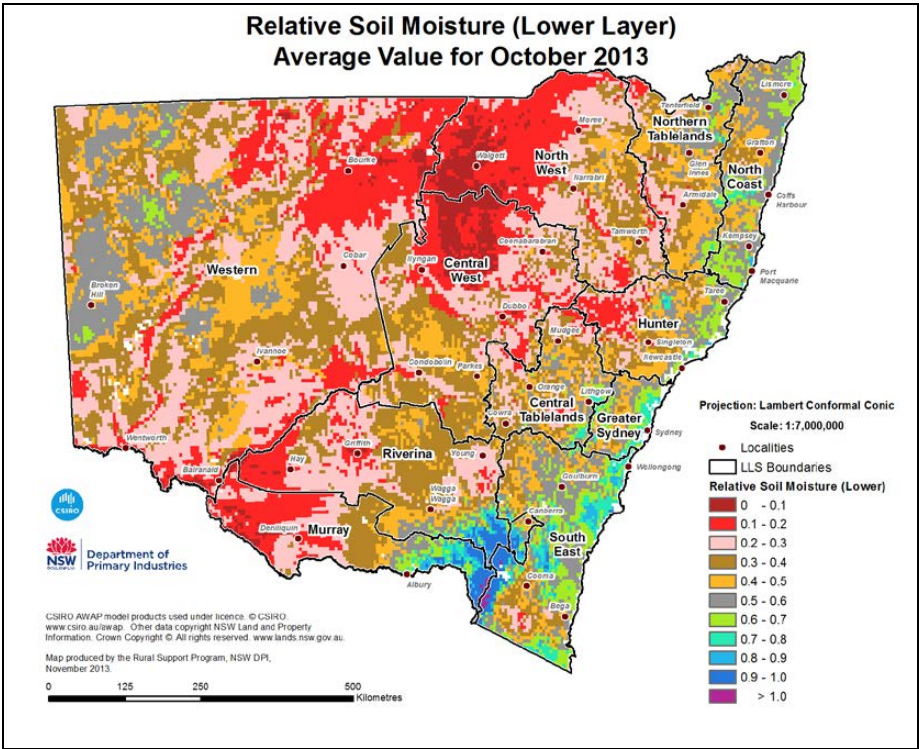 Relative Soil Moisture (Lower Layer)
Average Value for October 2013
Lismore
Tenterfield
Northern
Tablelands
Moree
Walgett
North
West
Glen
Innes
Grafton
North
Coast
Bourke
Narrabri
Armidale
Coffs
Harbour
Tamworth
Kempsey
Coonabarabran
Port
Macquarie
Western
Cobar
Nyngan
Central
West
Broken
Hill
Taree
Dubbo
Hunter
Mudgee
Singleton
Ivanhoe
Newcastle
Condobolin
Parkes
Orange
Lithgow
Central
Tablelands
Cowra
Greater
Sydney
Sydney
Wentworth
Griffith
Riverina
Young
Wollongong
Hay
Balranald
Goulburn
Wagga
Wagga
Canberra
Deniliquin
Murray
South
East
Albury
Cooma
Bega
Projection: Lambert Conformal Conic
Scale: 1:7,000,000
Localities
LLS Boundaries
Relative Soil Moisture (Lower)
0 - 0.1
0.1 - 0.2
0.2 - 0.3
0.3 - 0.4
0.4 - 0.5
0.5 - 0.6
0.6 - 0.7
0.7 - 0.8
0.8 - 0.9
0.9 - 1.0
> 1.0
CSIRO
NSW
Department of
Primary Industries
CSIRO AWAP model products used under licence. © CSIRO.
www.csiro.au/awap. Other data copyright NSW Land and Property
Information. Crown Copyright © All rights reserved. www.lands.nsw.gov.au.
Map produced by the Rural Support Program, NSW DPI,
November 2013.
0 125 250 500
Kilometres